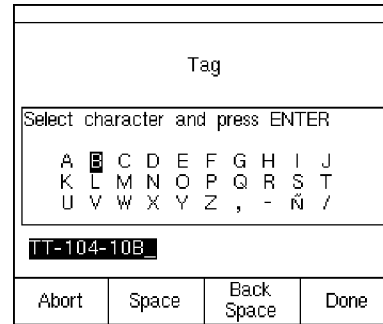 Tag
Select character and press ENTER
A B C D E F G H I J
K L M N O P Q R S T
U V W X Y Z , - Ñ /
TT-104-10B_
Abort Space Back Space Done